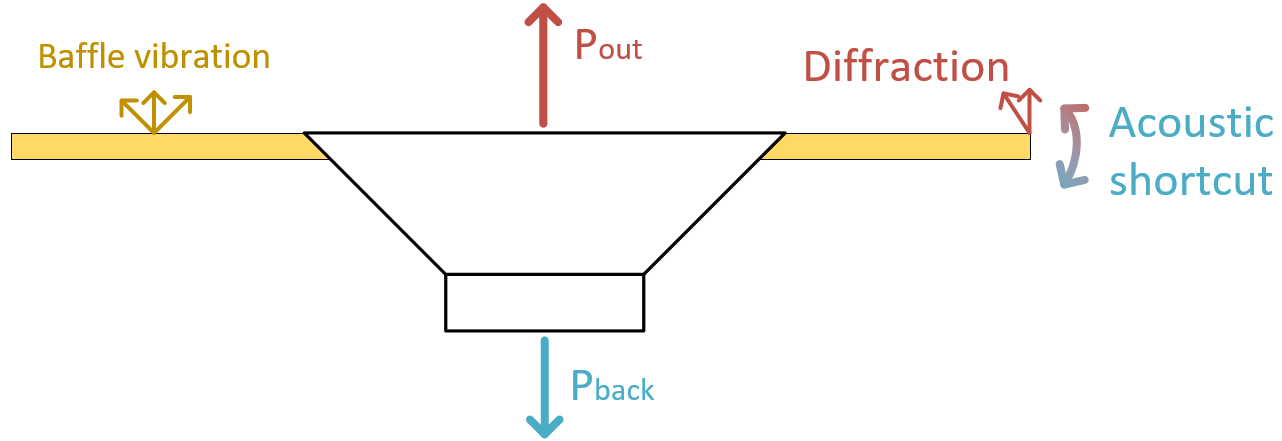 Baffle vibration
Pout
Diffraction
Acoustic
shortcut
Pback